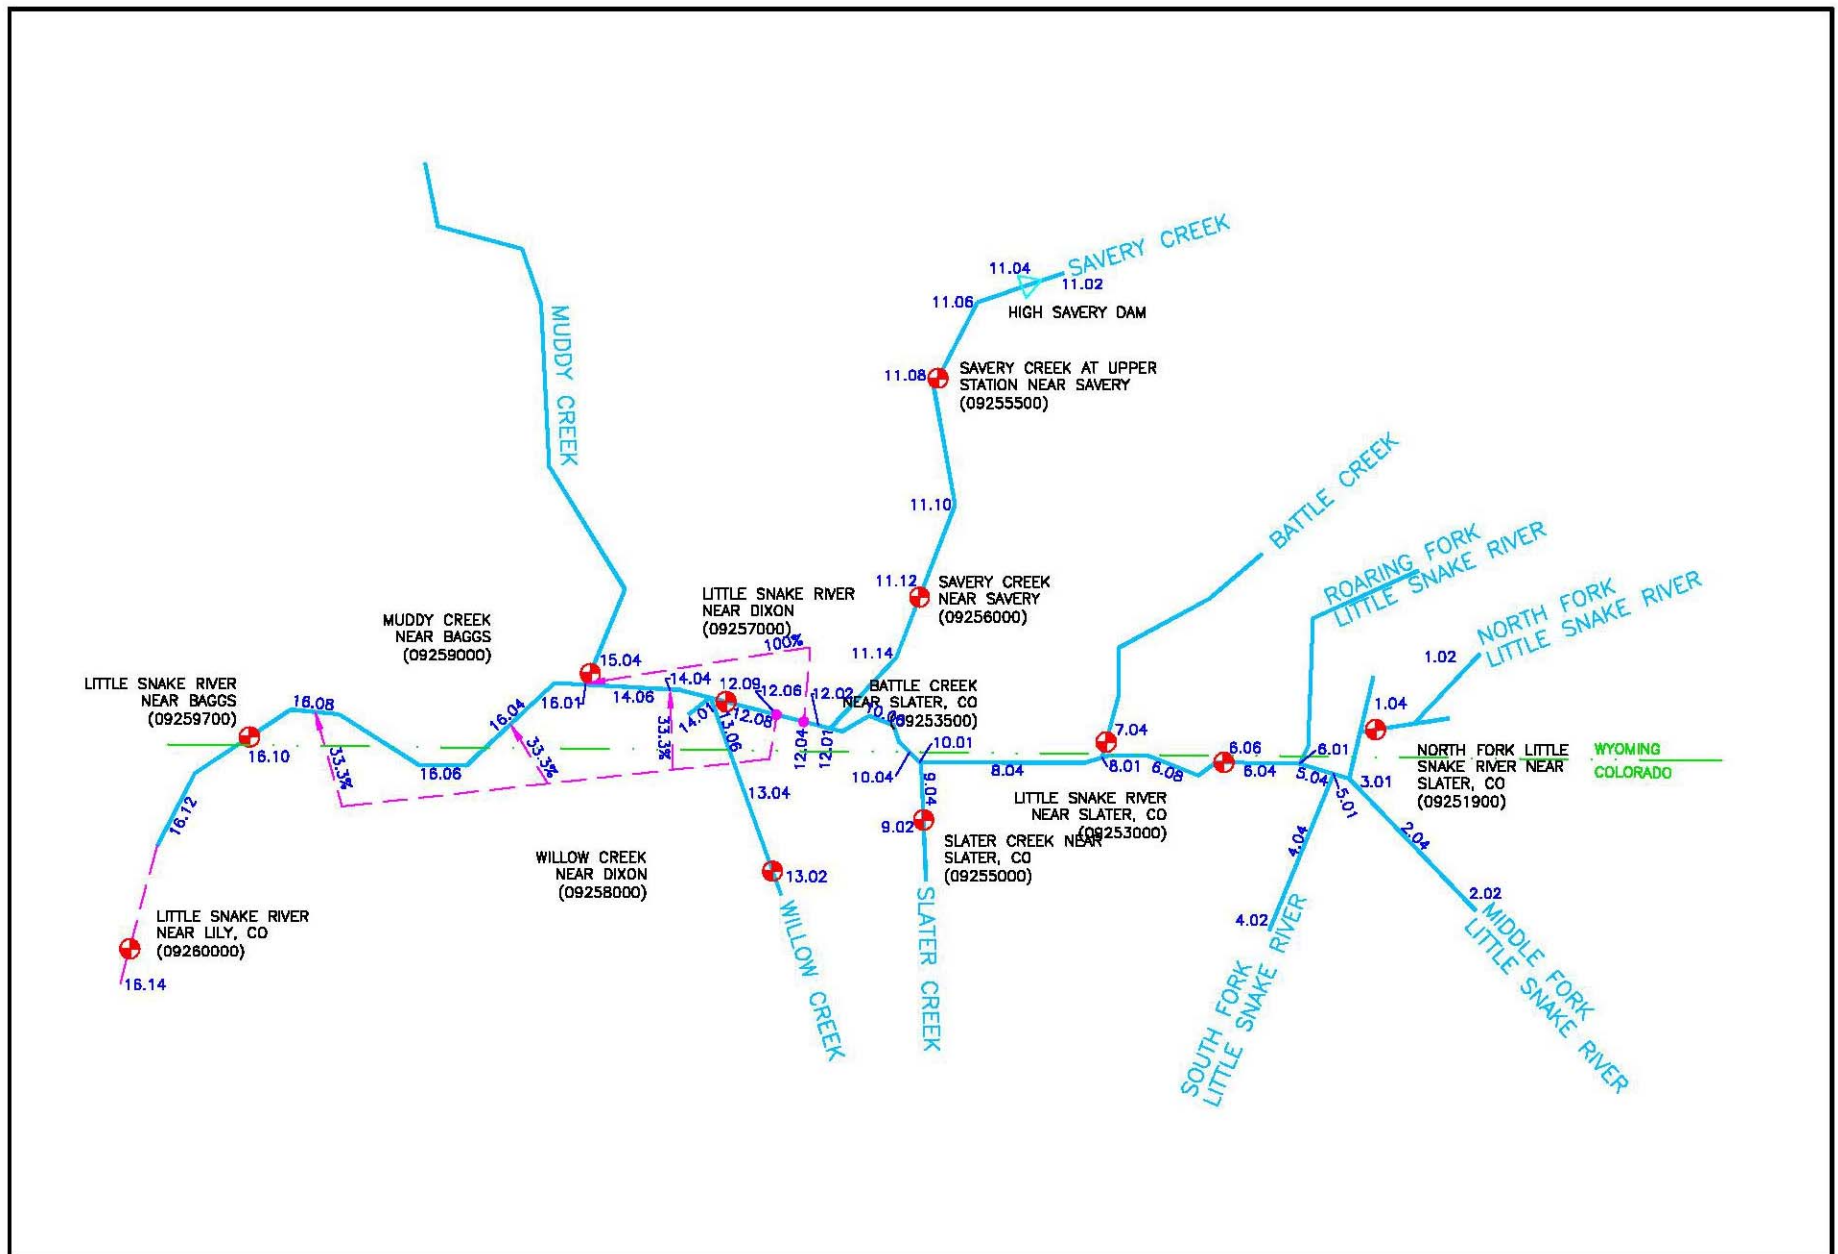 SAVERY CREEK
11.04
11.02
11.06
HIGH SAVERY DAM
MUDDY CREEK
11.08
SAVERY CREEK AT UPPER
STATION NEAR SAVERY
(09255500)
BATTLE CREEK
11.10
ROARING FORK
LITTLE SNAKE RIVER
NORTH FORK
LITTLE SNAKE RIVER
11.12
SAVERY CREEK
NEAR SAVERY
(09256000)
LITTLE SNAKE RIVER
NEAR DIXON
(09257000)
100%
MUDDY CREEK
NEAR BAGGS
(09259000)
15.04
11.14
1.02
LITTLE SNAKE RIVER
NEAR BAGGS
(09259700)
16.08
16.04
16.01
14.06
14.04
14.01
12.09
12.08
12.06
12.02
12.04
12.01
BATTLE CREEK
NEAR SLATER, CO
(09253500)
10.06
10.01
10.04
7.04
1.04
6.06
6.01
NORTH FORK LITTLE
SNAKE RIVER NEAR
SLATER, CO
(09251900)
WYOMING
COLORADO
16.10
33.3%
16.06
33.3%
33.3%
13.06
13.04
9.04
8.04
8.01
6.08
6.04
5.04
5.01
3.01
16.12
LITTLE SNAKE RIVER
NEAR SLATER, CO
(09253000)
9.02
SLATER CREEK NEAR
SLATER, CO
(09255000)
4.04
2.04
WILLOW CREEK
NEAR DIXON
(09258000)
13.02
4.02
2.02
LITTLE SNAKE RIVER
NEAR LILY, CO
(09260000)
16.14
WILLOW CREEK
SLATER CREEK
SOUTH FORK
LITTLE SNAKE RIVER
MIDDLE FORK
LITTLE SNAKE RIVER